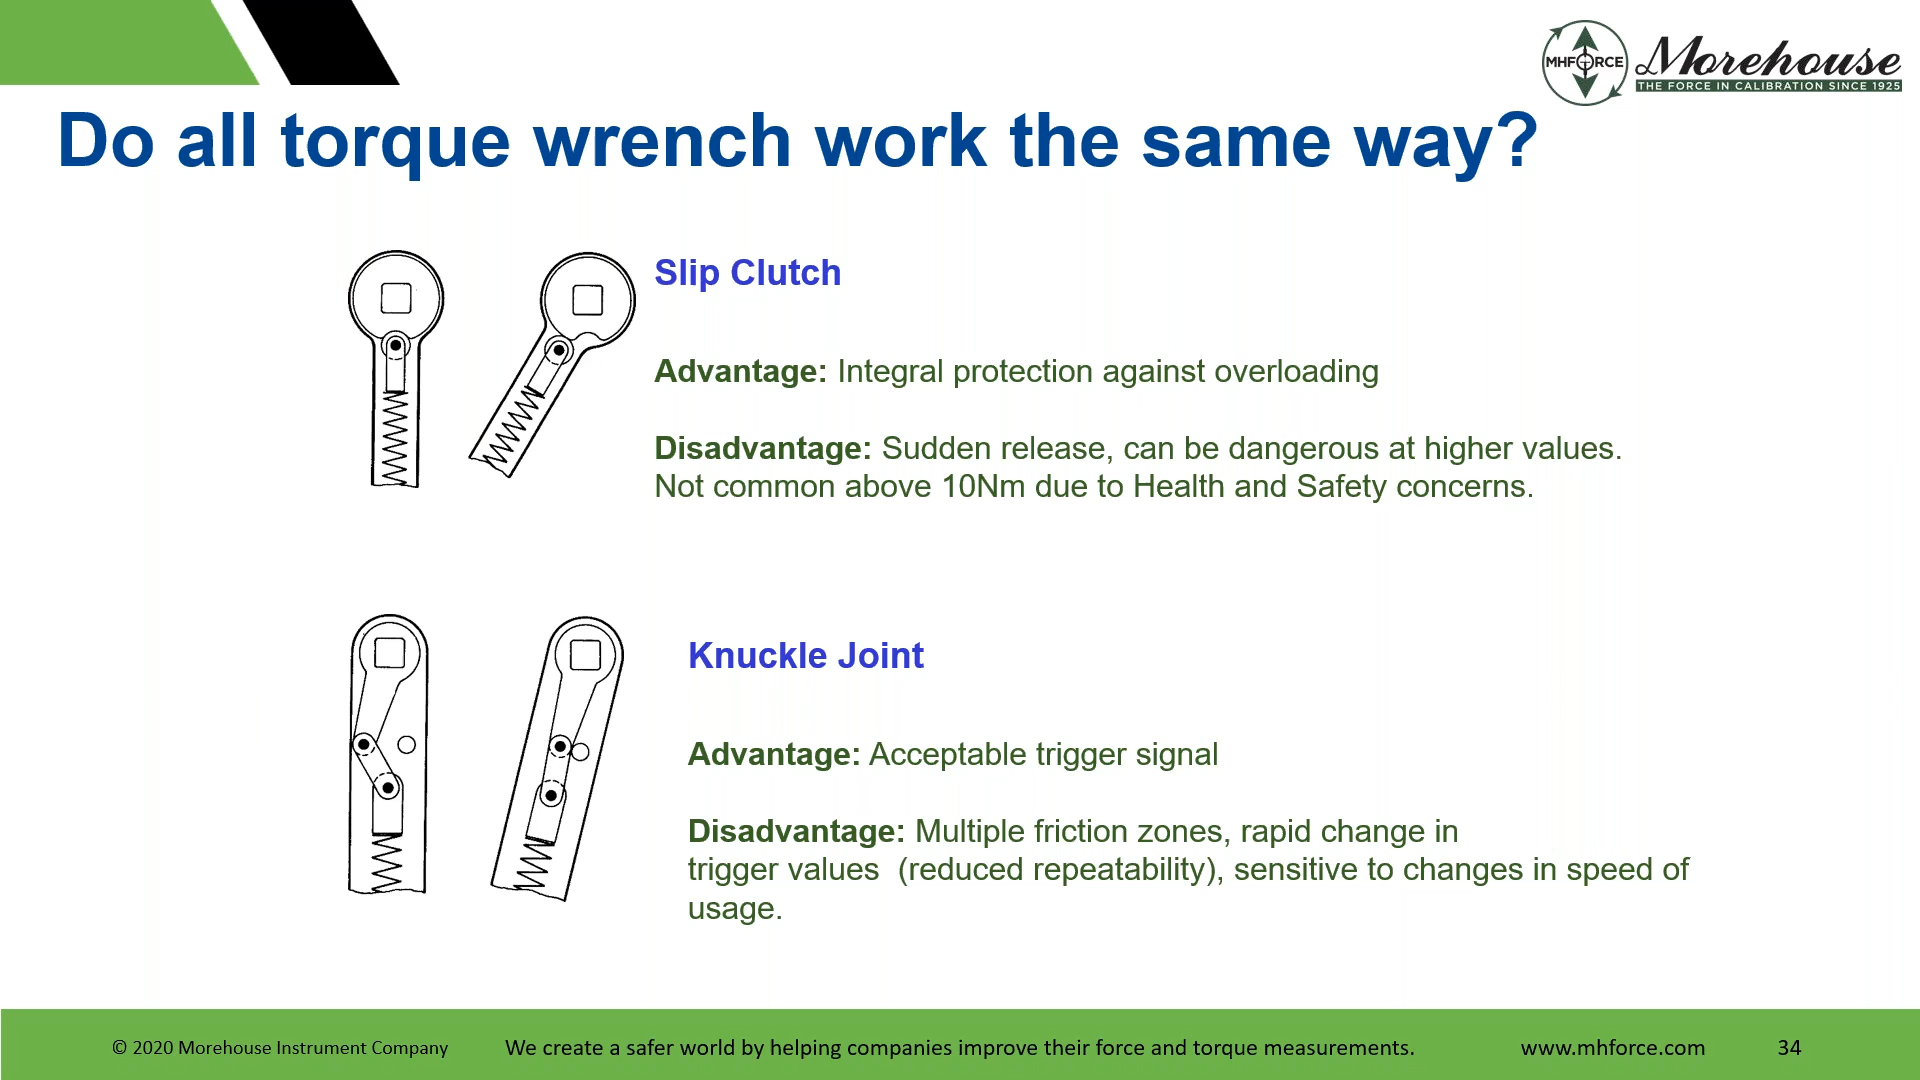 MHFORCE
Morehouse
THE FORCE IN CALIBRATION SINCE 1925
Do all torque wrench work the same way?
Slip Clutch
Advantage: Integral protection against overloading
Disadvantage: Sudden release, can be dangerous at higher values.
Not common above 10Nm due to Health and Safety concerns.
Knuckle Joint
Advantage: Acceptable trigger signal
Disadvantage: Multiple friction zones, rapid change in
trigger values  (reduced repeatability), sensitive to changes in speed of
usage.
© 2020 Morehouse Instrument Company
We create a safer world by helping companies improve their force and torque measurements.
www.mhforce.com
34